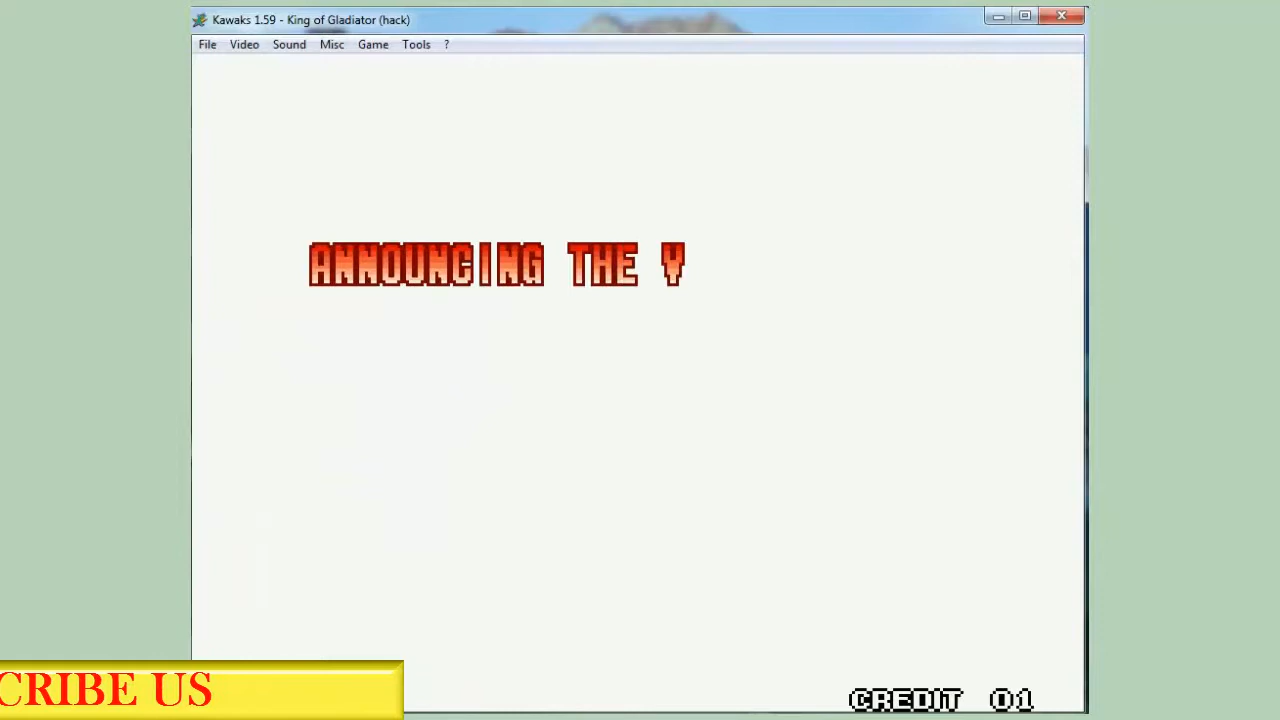 Kawaks 1.59 - King of Gladiator (hack)
File Video Sound Misc Game Tools ?
ANNOUNCING THE V
CRIBE US
CREDIT 01